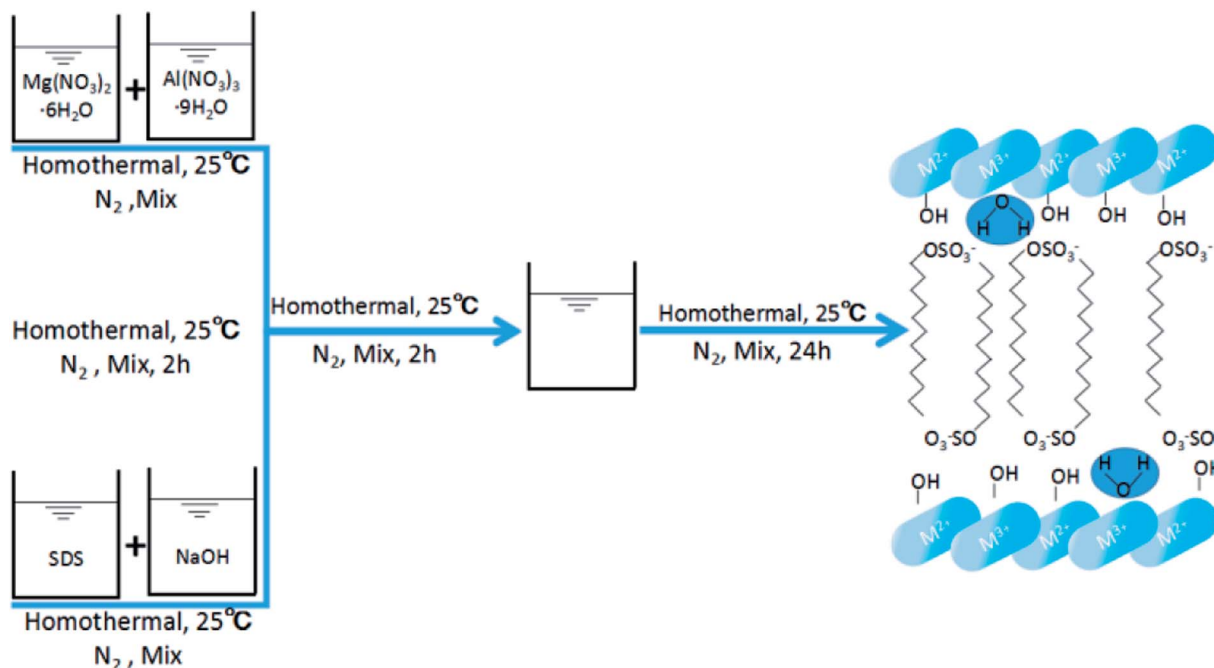 Mg(NO₃)₂
·6H₂O
+
Al(NO₃)₃
·9H₂O
Homothermal, 25℃
N₂ ,Mix
Homothermal, 25℃
N₂ , Mix, 2h
SDS
+
NaOH
Homothermal, 25℃
N₂ , Mix
Homothermal, 25℃
N₂, Mix, 2h
Homothermal, 25℃
N₂, Mix, 24h
M²⁺ M³⁺ M²⁺ M³⁺ M²⁺
OH OH OH OH
O
H H
OSO₃⁻ OSO₃⁻ OSO₃⁻
O₃⁻SO O₃⁻SO O₃⁻SO
H H
O
OH OH OH OH
M²⁺ M³⁺ M²⁺ M³⁺ M²⁺